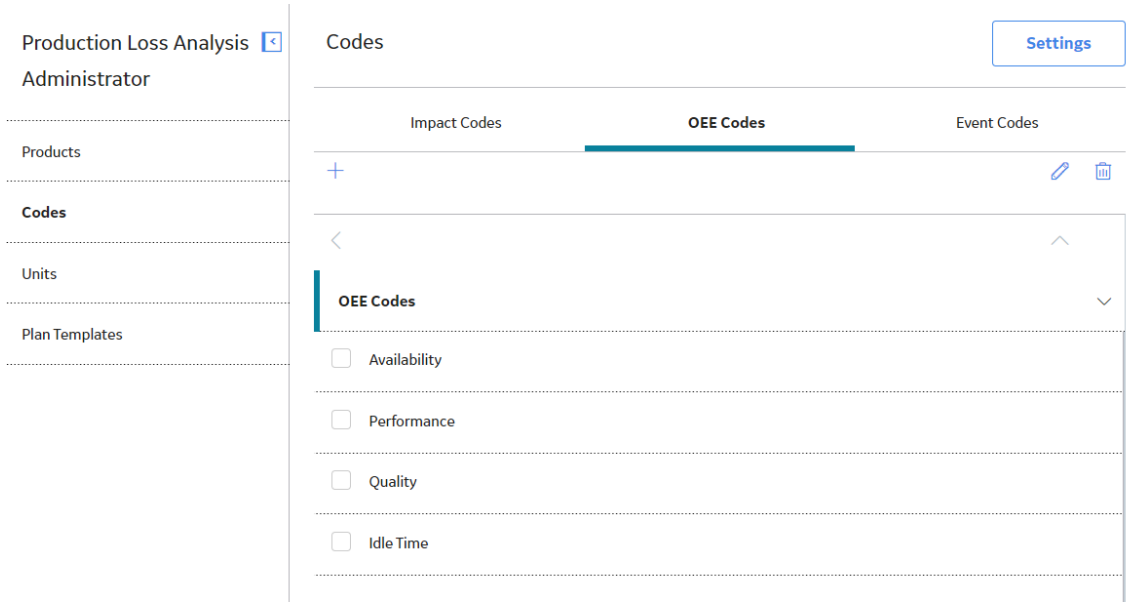 Production Loss Analysis
Administrator
Products
Codes
Units
Plan Templates
Codes
Settings
Impact Codes
OEE Codes
Event Codes
OEE Codes
Availability
Performance
Quality
Idle Time